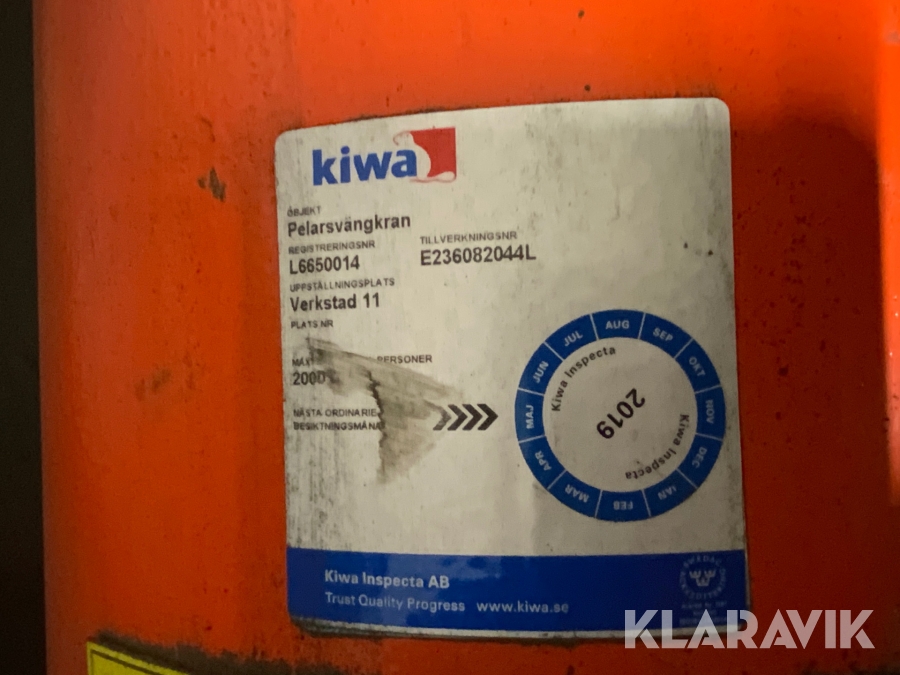 kiwa
OBJEKT
Pelarsvängkran
REGISTRERINGSNR
TILLVERKNINGSNR
L6650014
E236082044L
UPPSTÄLLNINGSPLATS
Verkstad 11
PLATS NR
PERSONER
2000
NÄSTA ORDINARIE
JAN FEB MAR APR MAJ JUN JUL AUG SEP OKT NOV DEC
Kiwa Inspecta
2019
Kiwa Inspecta
Kiwa Inspecta AB
Trust Quality Progress www.kiwa.se
SWEDAC
KLARAVIK